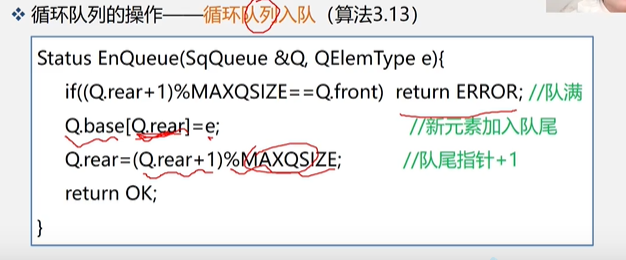 ❖ 循环队列的操作——循环队列入队（算法3.13）
Status EnQueue(SqQueue &Q, QElemType e){
if((Q.rear+1)%MAXQSIZE==Q.front) return ERROR; //队满
Q.base[Q.rear]=e; //新元素加入队尾
Q.rear=(Q.rear+1)%MAXQSIZE; //队尾指针+1
return OK;
}